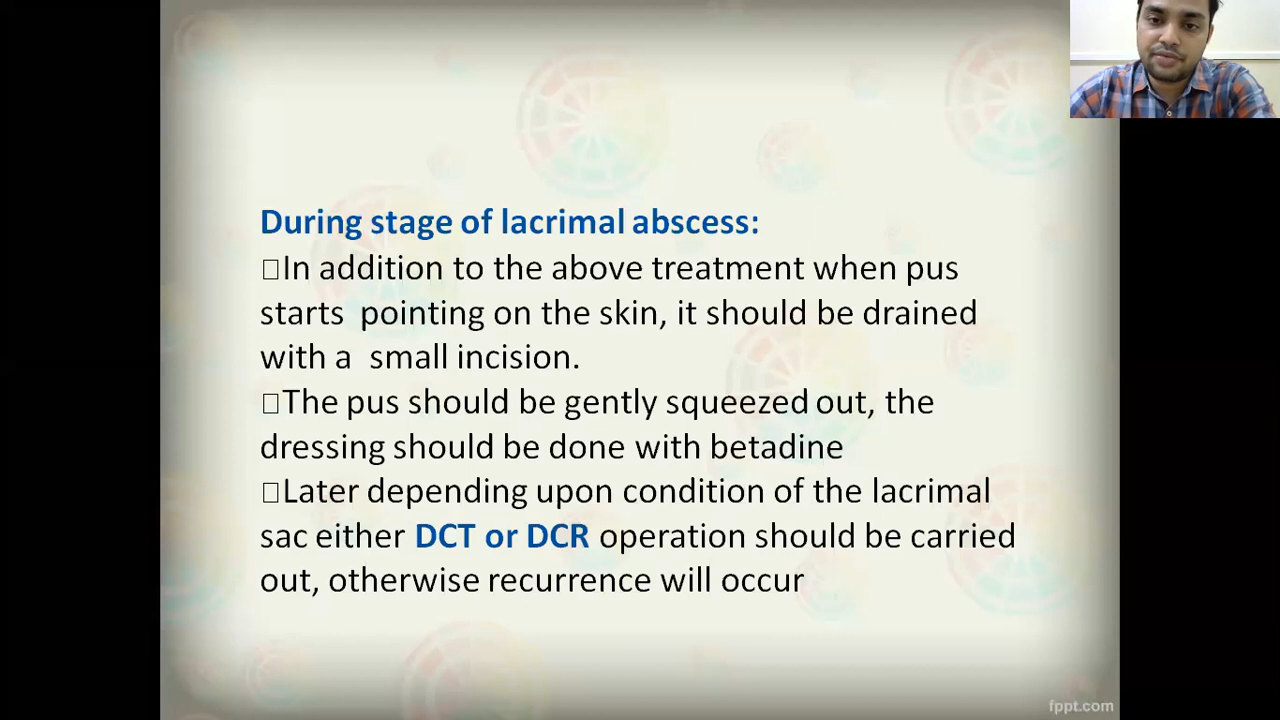 During stage of lacrimal abscess:
□In addition to the above treatment when pus
starts pointing on the skin, it should be drained
with a small incision.
□The pus should be gently squeezed out, the
dressing should be done with betadine
□Later depending upon condition of the lacrimal
sac either DCT or DCR operation should be carried
out, otherwise recurrence will occur
fppt.com